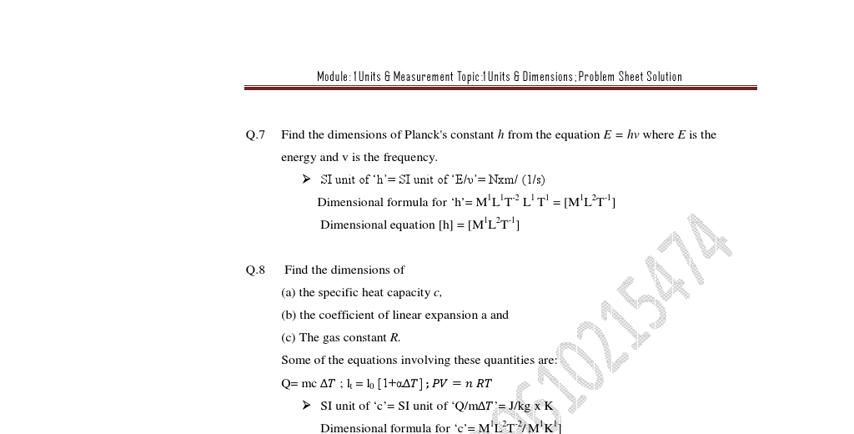 Module: 1 Units & Measurement Topic:1 Units & Dimensions; Problem Sheet Solution
Q.7 Find the dimensions of Planck's constant h from the equation E = hv where E is the
energy and v is the frequency.
➤ SI unit of ‘h’= SI unit of ‘E/υ’= Nxm/ (1/s)
Dimensional formula for ‘h’= M¹L¹T⁻² L¹ T¹ = [M¹L²T⁻¹]
Dimensional equation [h] = [M¹L²T⁻¹]
Q.8 Find the dimensions of
(a) the specific heat capacity c,
(b) the coefficient of linear expansion a and
(c) The gas constant R.
Some of the equations involving these quantities are:
Q= mc ΔT ; lₜ = l₀ [1+αΔT] ; PV = n RT
➤ SI unit of ‘c’= SI unit of ‘Q/mΔT’= J/kg x K
Dimensional formula for ‘c’= M¹L²T⁻²/ M¹K¹]